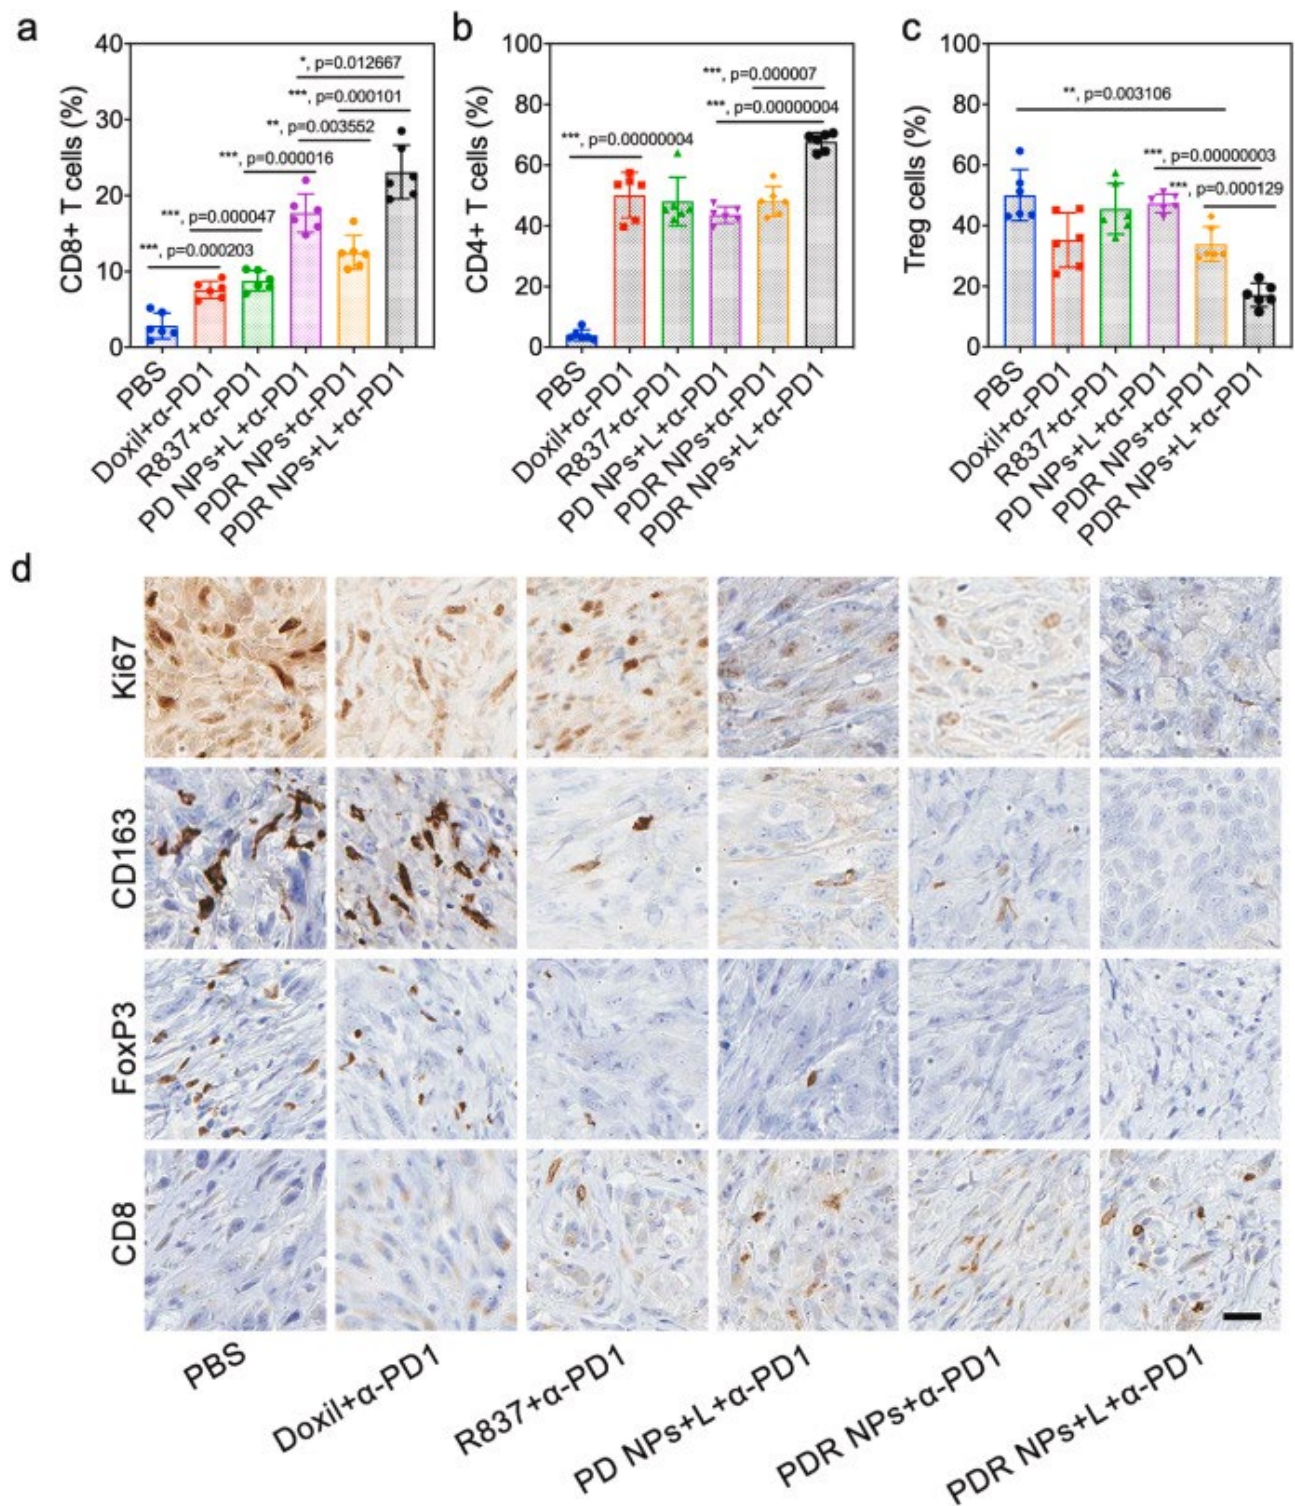 a
CD8+ T cells (%)
40
30
20
10
0
*, p=0.012667
***, p=0.000101
**, p=0.003552
***, p=0.000016
***, p=0.000047
***, p=0.000203
PBS
Doxil+α-PD1
R837+α-PD1
PD NPs+L+α-PD1
PDR NPs+α-PD1
PDR NPs+L+α-PD1
b
CD4+ T cells (%)
100
80
60
40
20
0
***, p=0.000007
***, p=0.00000004
***, p=0.00000004
PBS
Doxil+α-PD1
R837+α-PD1
PD NPs+L+α-PD1
PDR NPs+α-PD1
PDR NPs+L+α-PD1
c
Treg cells (%)
100
80
60
40
20
0
**, p=0.003106
***, p=0.00000003
***, p=0.000129
PBS
Doxil+α-PD1
R837+α-PD1
PD NPs+L+α-PD1
PDR NPs+α-PD1
PDR NPs+L+α-PD1
d
Ki67
CD163
FoxP3
CD8
PBS
Doxil+α-PD1
R837+α-PD1
PD NPs+L+α-PD1
PDR NPs+α-PD1
PDR NPs+L+α-PD1